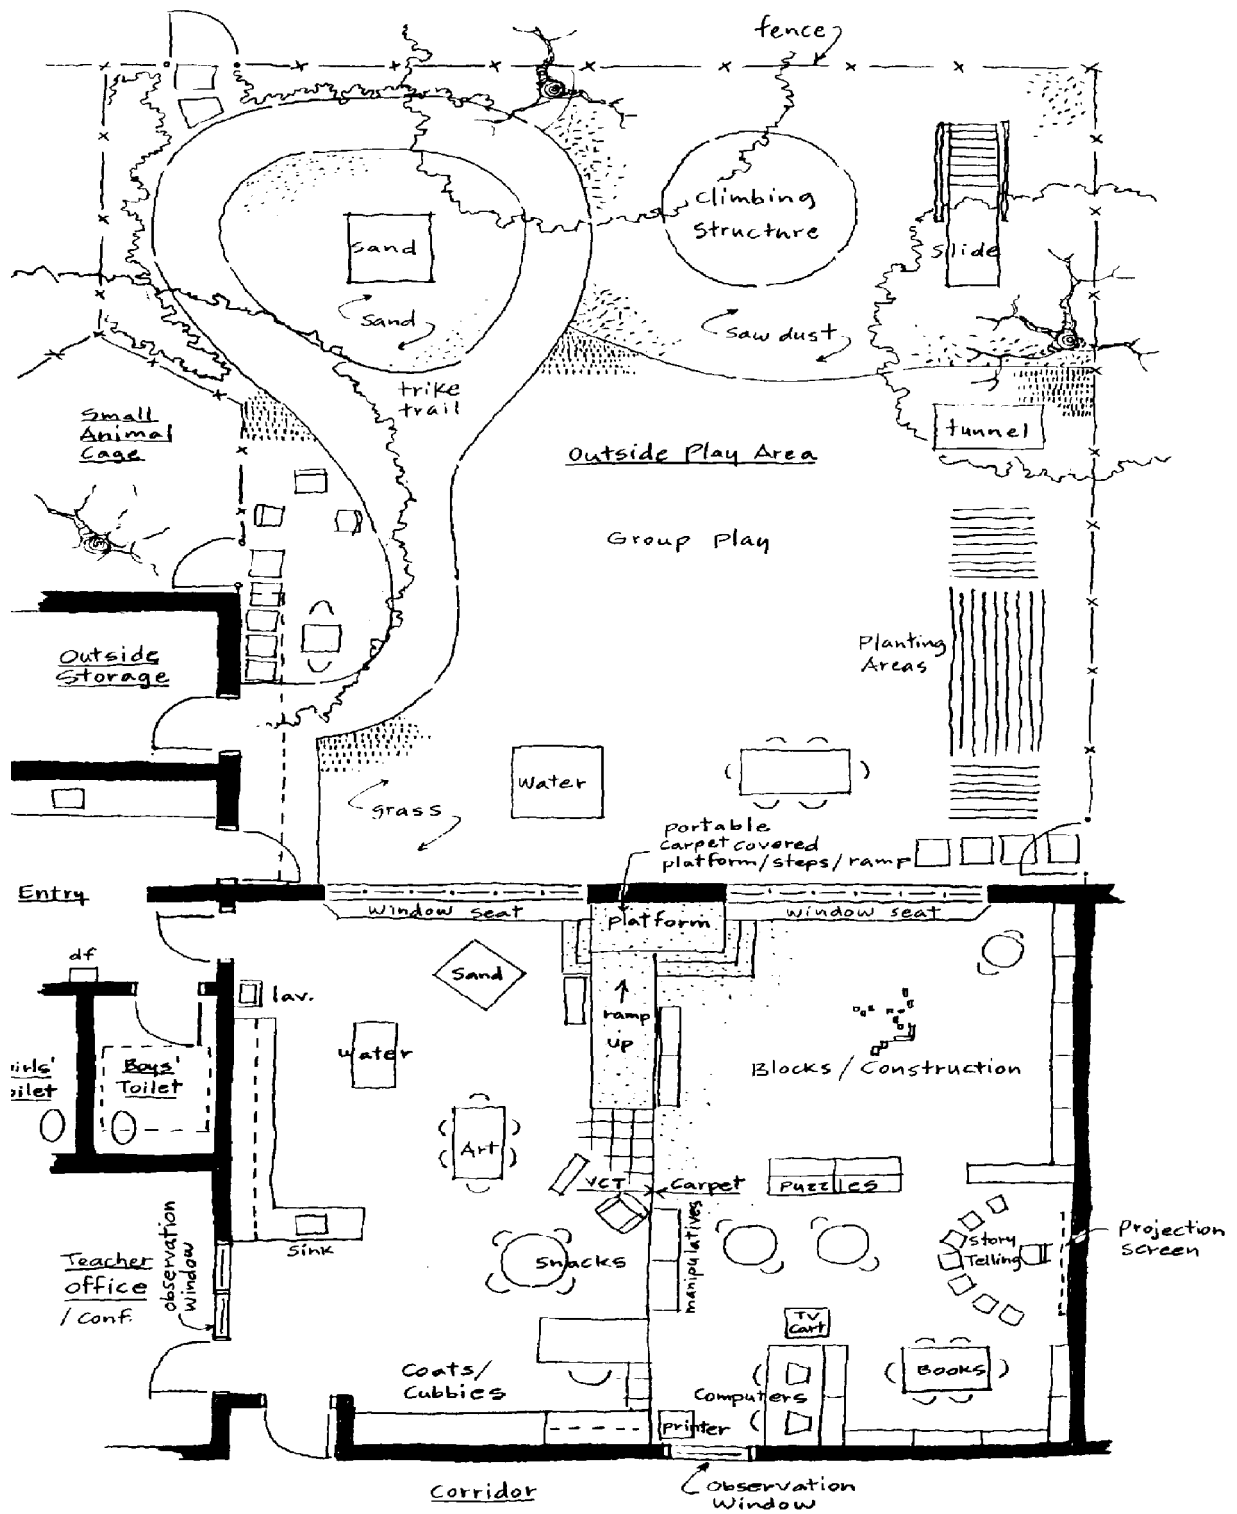 fence
Climbing
Structure
Sand
Slide
Sand
Saw dust
trike
trail
Small
Animal
Cage
tunnel
Outside Play Area
Group Play
Planting
Areas
Outside
Storage
Water
grass
portable
carpet covered
platform/steps/ramp
Entry
window seat
platform
window seat
df
Sand
lav.
ramp
up
water
Blocks / Construction
Boys'
Toilet
Art
VCT
Carpet
puzzles
manipulatives
observation
window
Sink
Snacks
Story
Telling
Projection
screen
Teacher
office
/ conf.
TV
Cart
Coats/
Cubbies
Computers
Books
printer
Corridor
Observation
Window